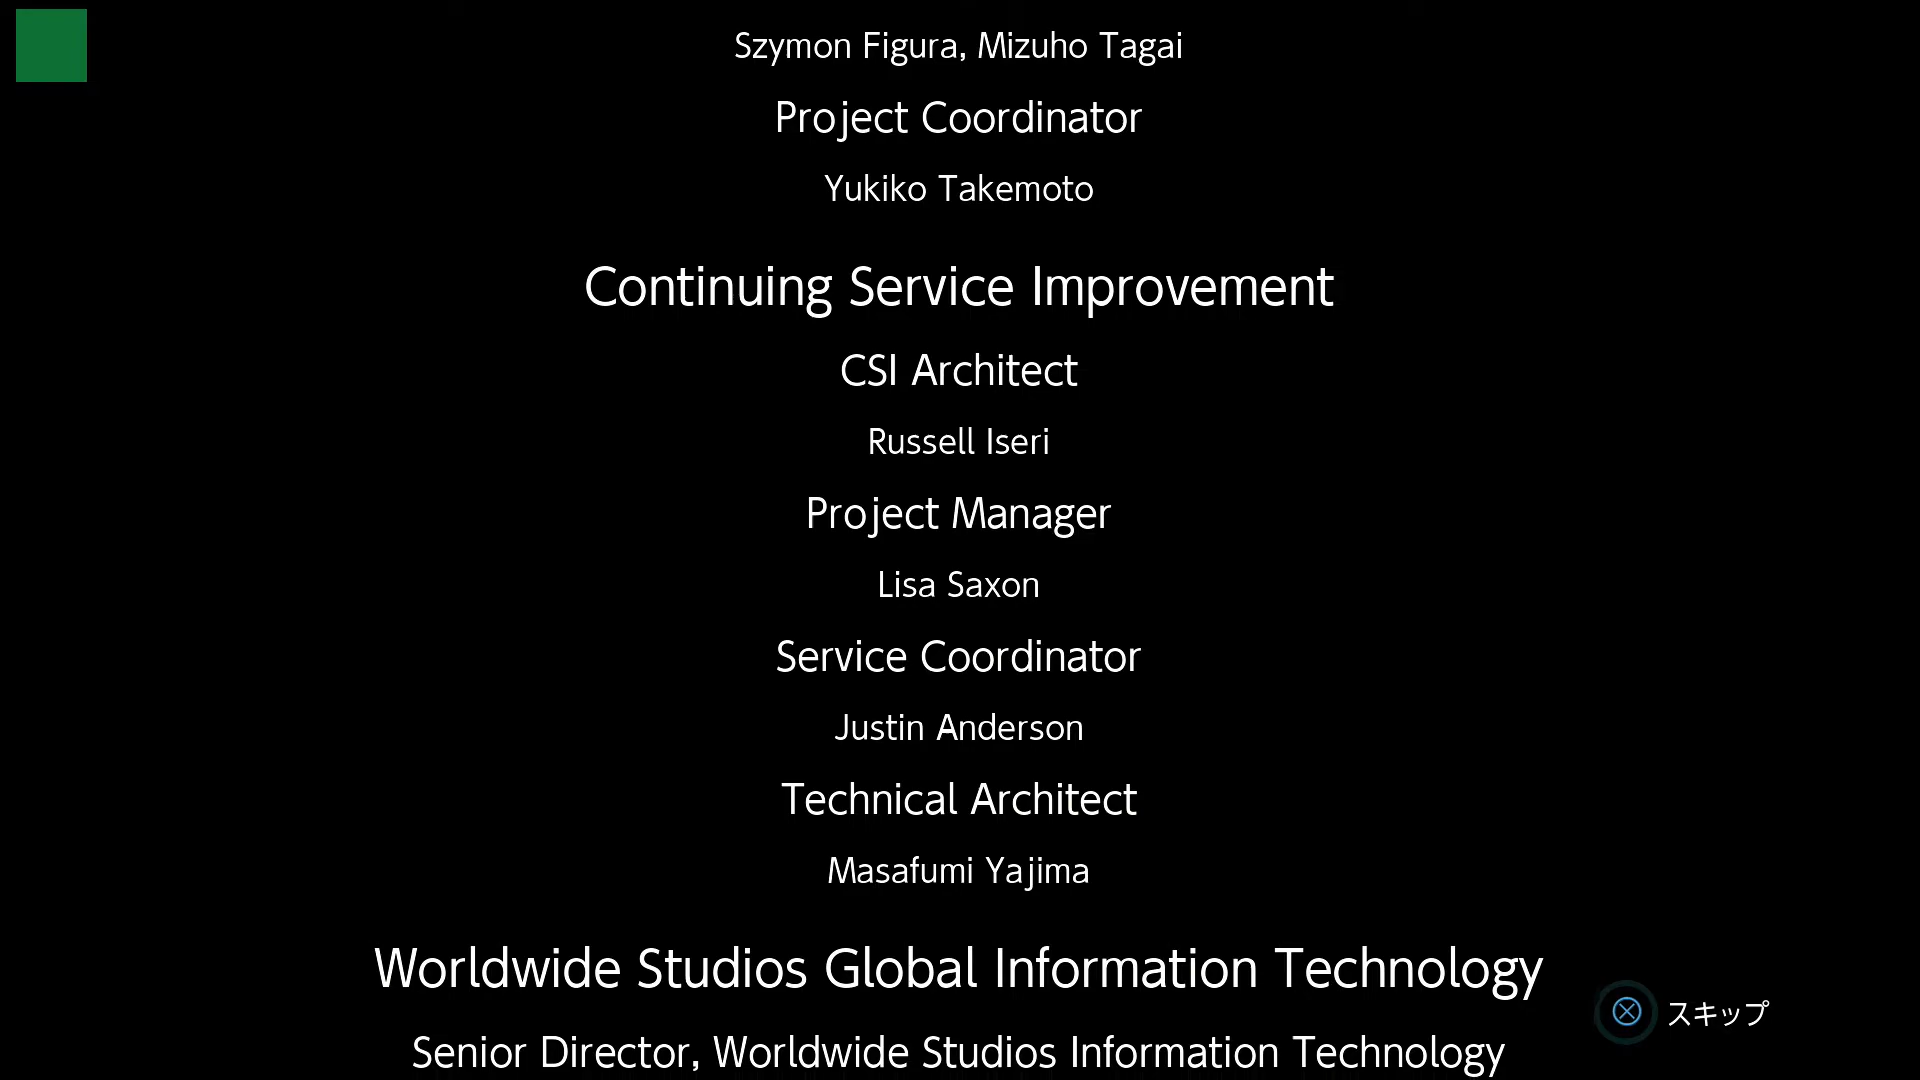 Szymon Figura, Mizuho Tagai
Project Coordinator
Yukiko Takemoto
Continuing Service Improvement
CSI Architect
Russell Iseri
Project Manager
Lisa Saxon
Service Coordinator
Justin Anderson
Technical Architect
Masafumi Yajima
Worldwide Studios Global Information Technology
スキップ
Senior Director, Worldwide Studios Information Technology